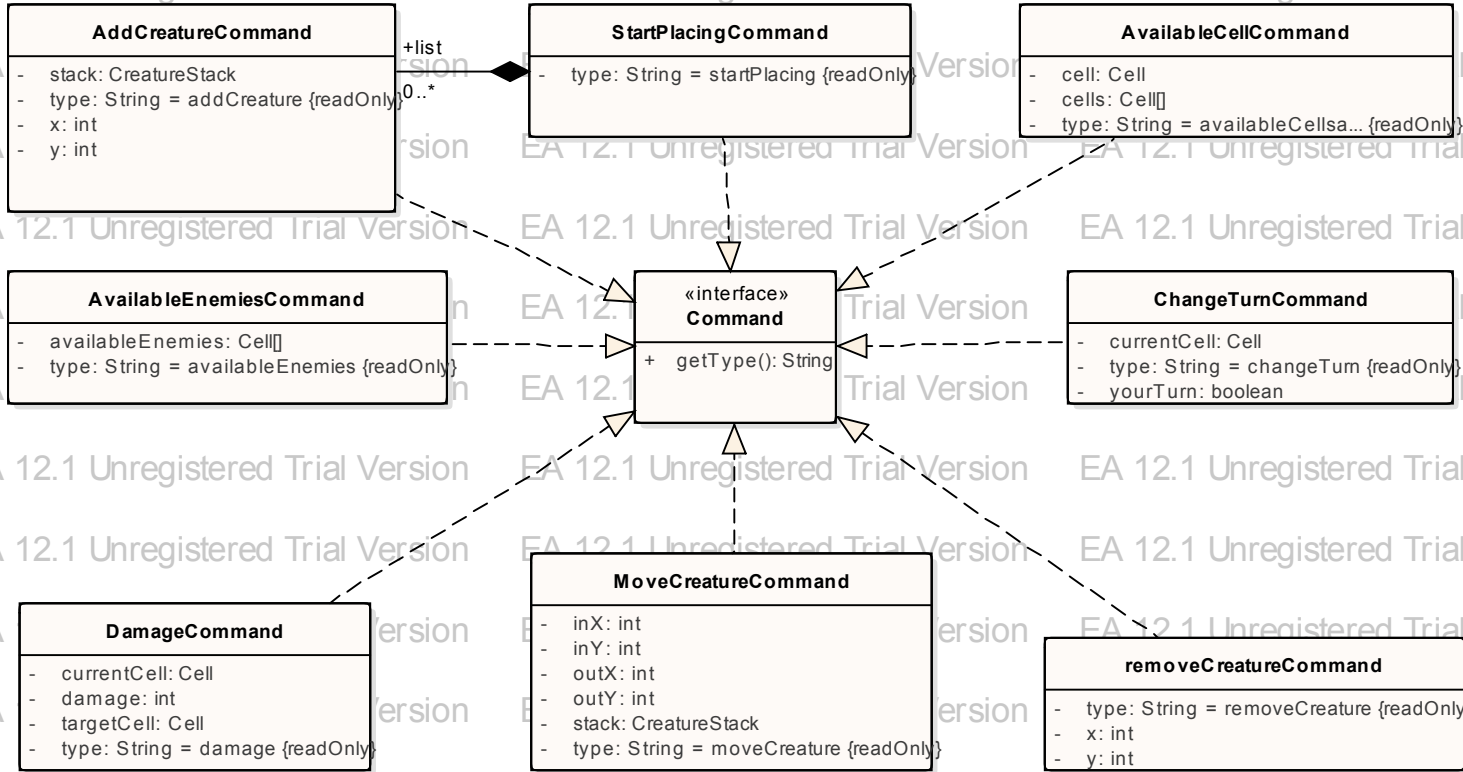 AddCreatureCommand
- stack: CreatureStack
- type: String = addCreature {readOnly}
- x: int
- y: int
+list
0..*
StartPlacingCommand
- type: String = startPlacing {readOnly}
AvailableCellCommand
- cell: Cell
- cells: Cell[]
- type: String = availableCellsa... {readOnly}
AvailableEnemiesCommand
- availableEnemies: Cell[]
- type: String = availableEnemies {readOnly}
«interface»
Command
+ getType(): String
ChangeTurnCommand
- currentCell: Cell
- type: String = changeTurn {readOnly}
- yourTurn: boolean
DamageCommand
- currentCell: Cell
- damage: int
- targetCell: Cell
- type: String = damage {readOnly}
MoveCreatureCommand
- inX: int
- inY: int
- outX: int
- outY: int
- stack: CreatureStack
- type: String = moveCreature {readOnly}
removeCreatureCommand
- type: String = removeCreature {readOnly
- x: int
- y: int
EA 12.1 Unregistered Trial Version